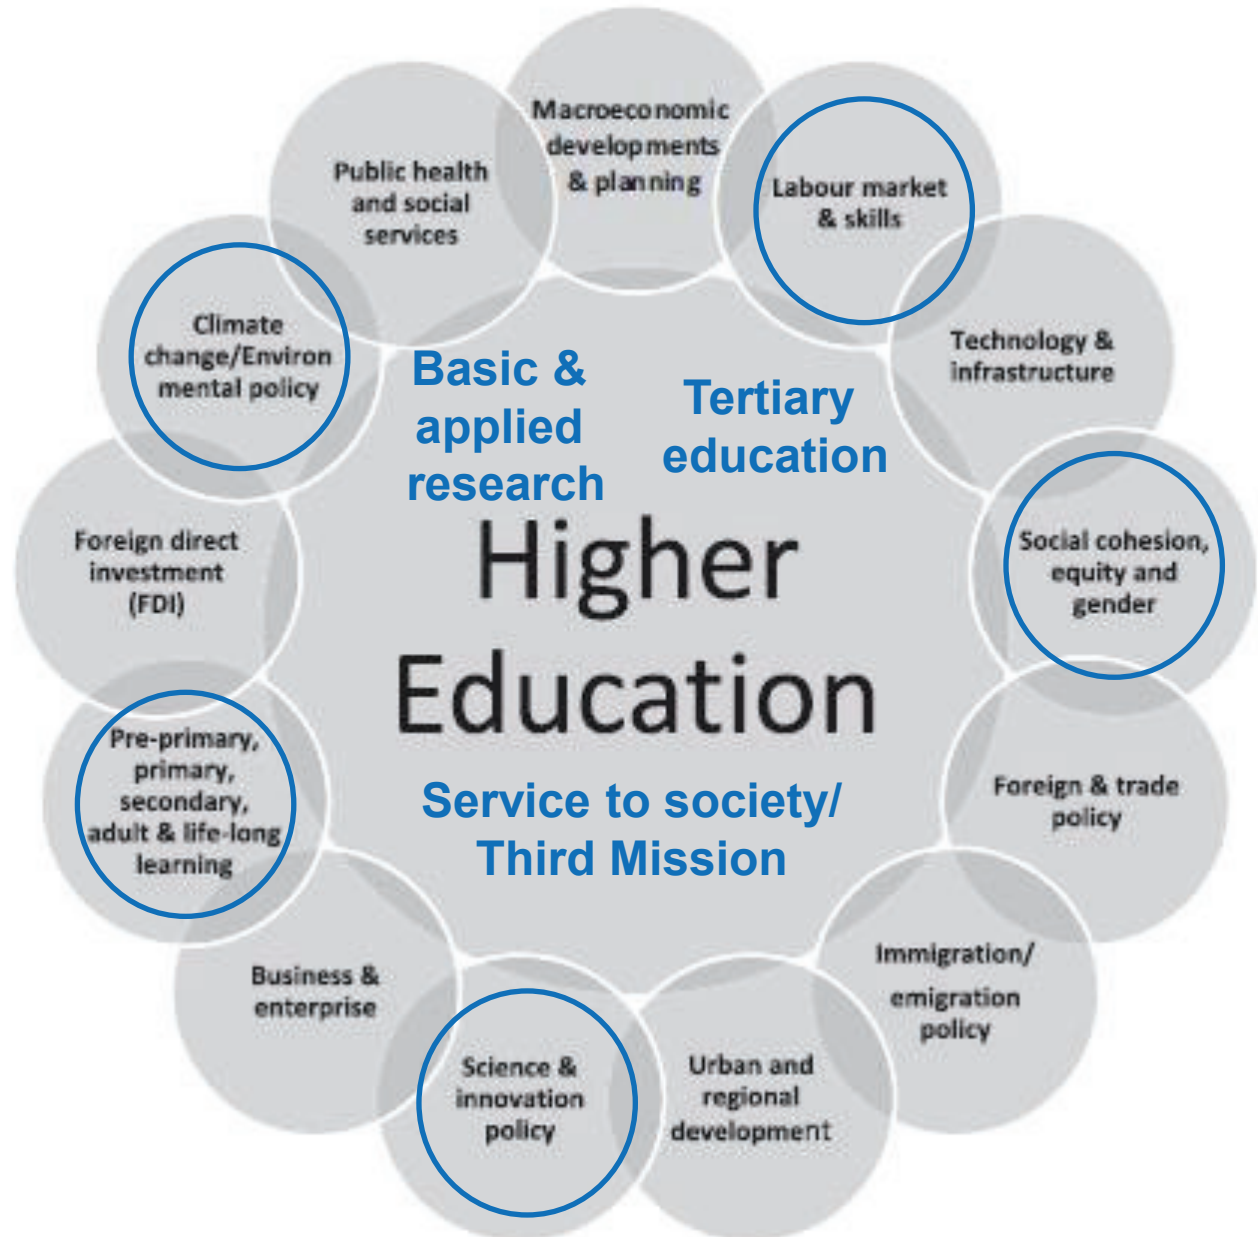 Macroeconomic
developments
& planning
Labour market
& skills
Technology &
infrastructure
Social cohesion,
equity and
gender
Foreign & trade
policy
Immigration/
emigration
policy
Urban and
regional
development
Science &
innovation
policy
Business &
enterprise
Pre-primary,
primary,
secondary,
adult & life-long
learning
Foreign direct
investment
(FDI)
Climate
change/Environ
mental policy
Public health
and social
services
Basic &
applied
research
Tertiary
education
Higher
Education
Service to society/
Third Mission